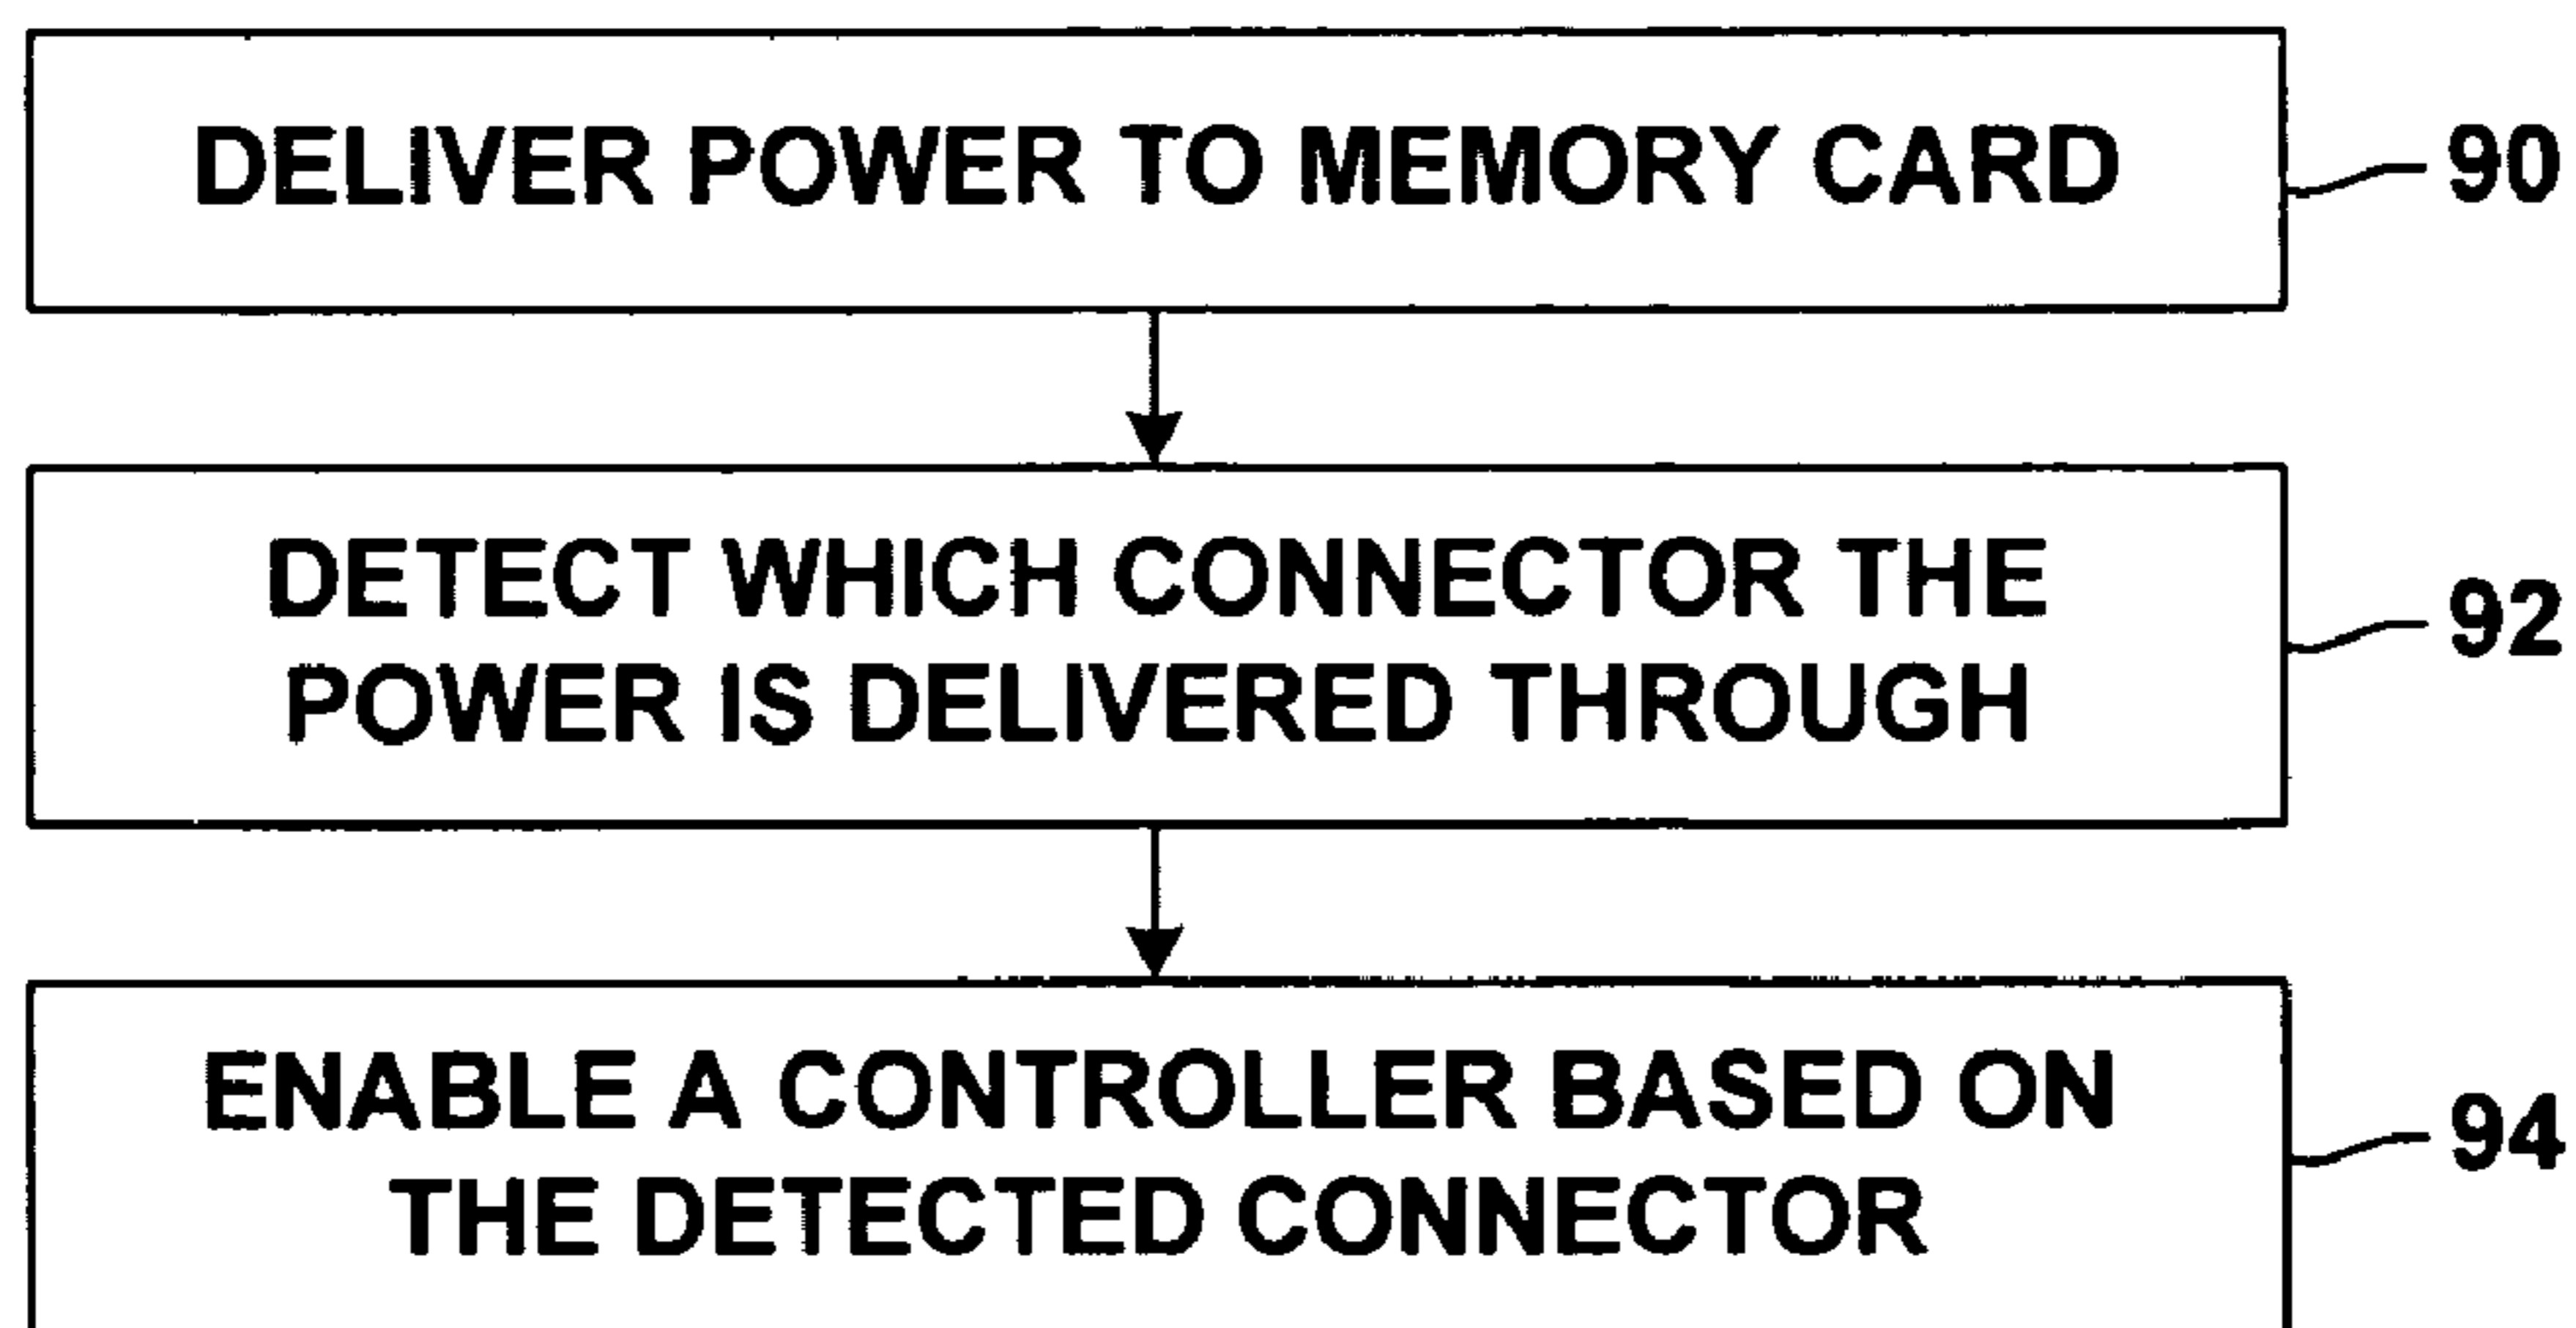 DELIVER POWER TO MEMORY CARD
90
DETECT WHICH CONNECTOR THE
POWER IS DELIVERED THROUGH
92
ENABLE A CONTROLLER BASED ON
THE DETECTED CONNECTOR
94